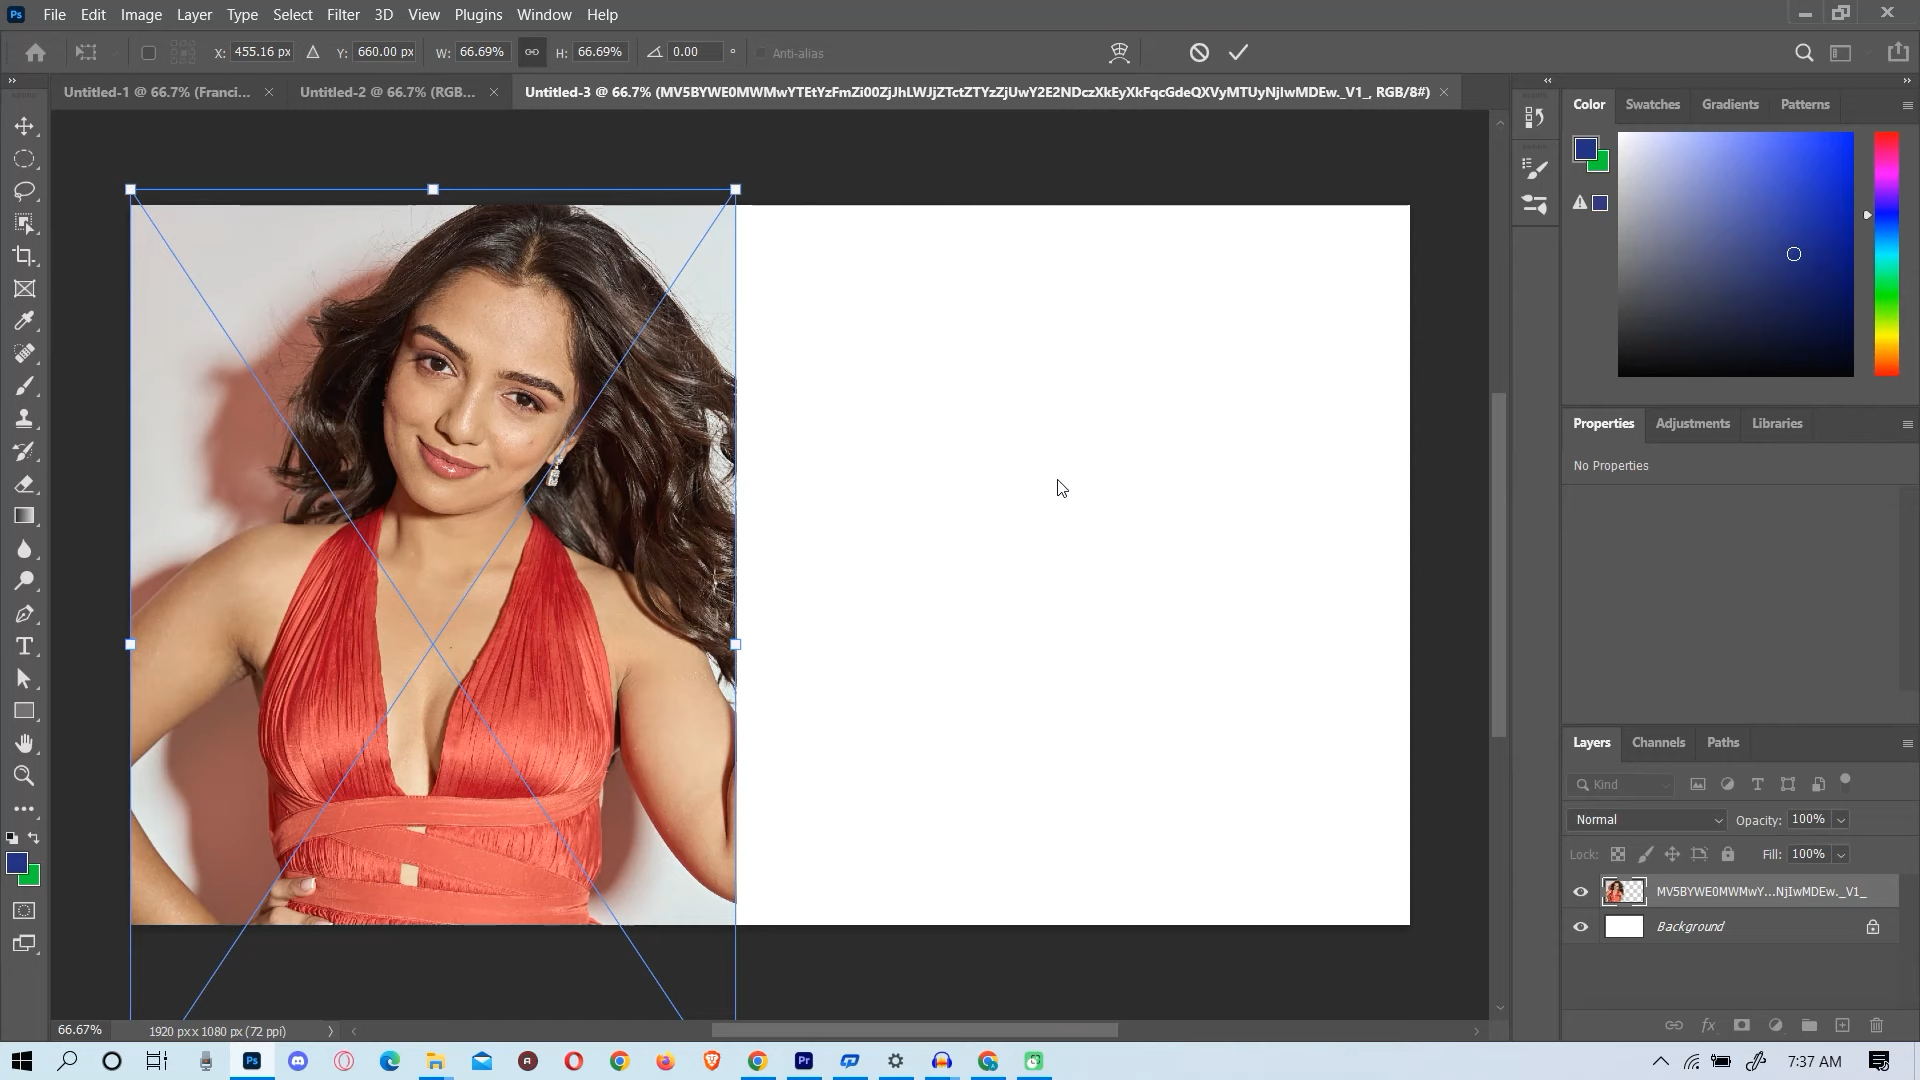 File Edit Image Layer Type Select Filter 3D View Plugins Window Help
X: 455.16 px Y: 660.00 px W: 66.69% H: 66.69% 0.00 ° Anti-alias
Untitled-1 @ 66.7% (Franci... × Untitled-2 @ 66.7% (RGB... × Untitled-3 @ 66.7% (MV5BYWE0MWMwYTEtYzFmZi00ZjJhLWJjZTctZTYzZjUwY2E2NDczXkEyXkFqcGdeQXVyMTUyNjIwMDEw._V1_, RGB/8#) ×
Color Swatches Gradients Patterns
Properties Adjustments Libraries
No Properties
Layers Channels Paths
Kind
Normal Opacity: 100%
Lock: Fill: 100%
MV5BYWE0MWMwY...NjIwMDEw._V1_
Background
66.67% 1920 px x 1080 px (72 ppi)
7:37 AM